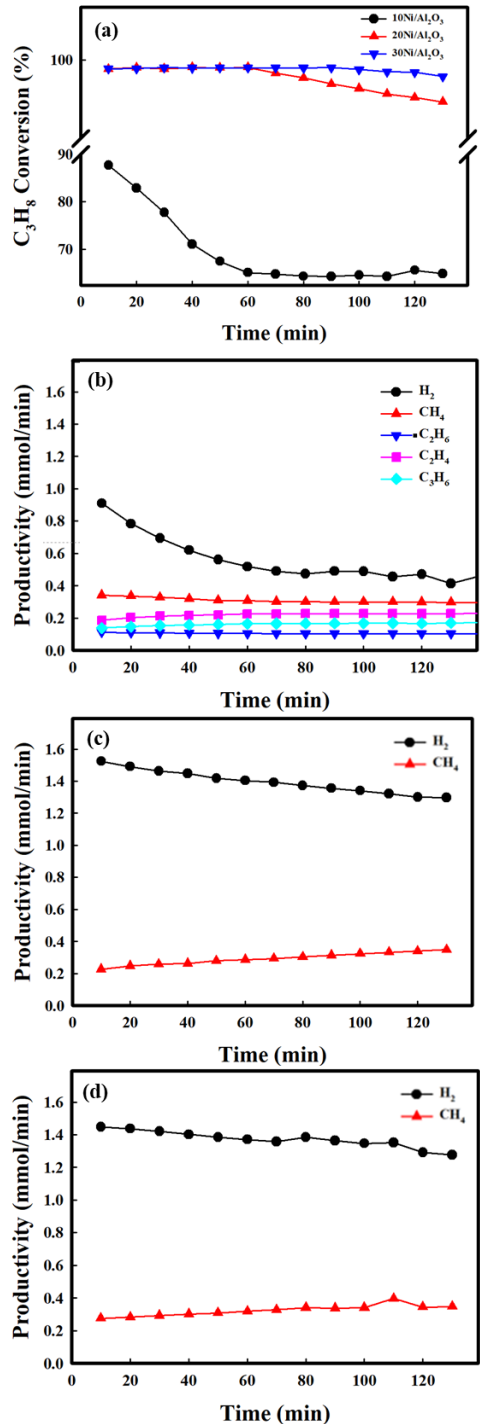 (a)
10Ni/Al₂O₃
20Ni/Al₂O₃
30Ni/Al₂O₃
C₃H₈ Conversion (%)
100
90
80
70
0 20 40 60 80 100 120
Time (min)
(b)
H₂
CH₄
C₂H₆
C₂H₄
C₃H₆
Productivity (mmol/min)
1.6
1.4
1.2
1.0
0.8
0.6
0.4
0.2
0.0
0 20 40 60 80 100 120
Time (min)
(c)
H₂
CH₄
Productivity (mmol/min)
1.6
1.4
1.2
1.0
0.4
0.2
0.0
0 20 40 60 80 100 120
Time (min)
(d)
H₂
CH₄
Productivity (mmol/min)
1.6
1.4
1.2
1.0
0.8
0.6
0.4
0.2
0.0
0 20 40 60 80 100 120
Time (min)